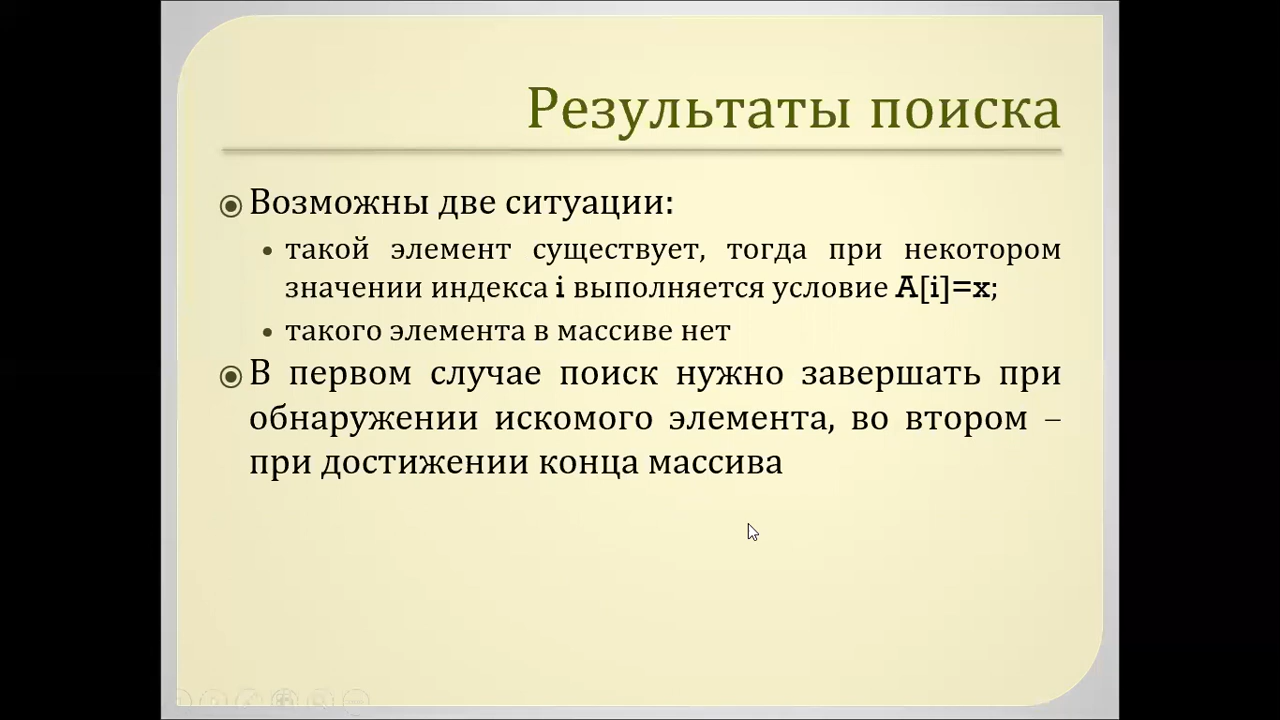 Результаты поиска
Возможны две ситуации:
такой элемент существует, тогда при некотором
значении индекса i выполняется условие A[i]=x;
такого элемента в массиве нет
В первом случае поиск нужно завершать при
обнаружении искомого элемента, во втором –
при достижении конца массива